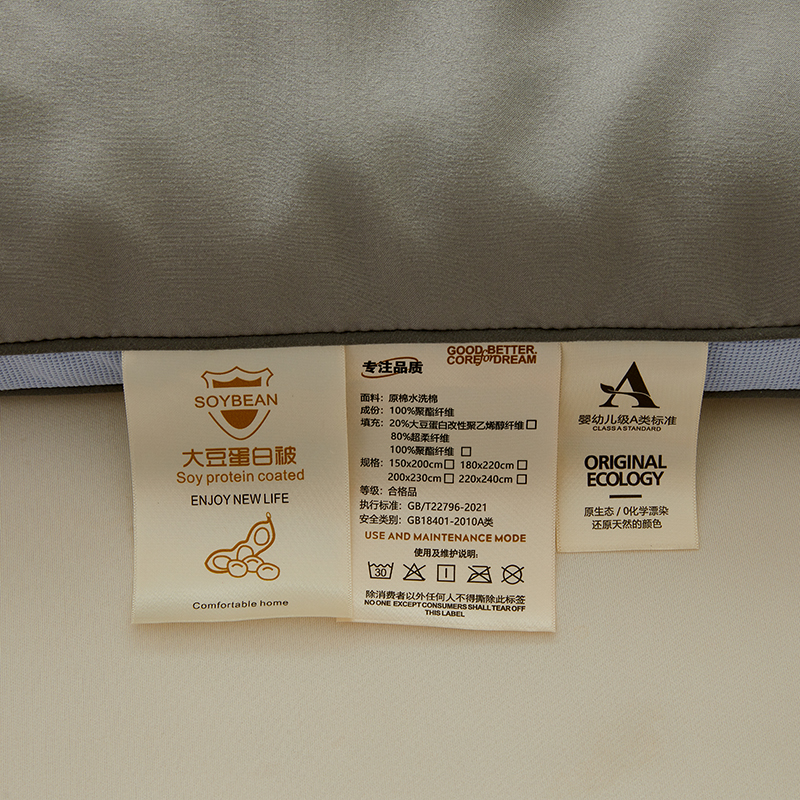 SOYBEAN
大豆蛋白被
Soy protein coated
ENJOY NEW LIFE
Comfortable home
专注品质
GOOD BETTER.
CORE for DREAM
面料：原棉水洗棉
成份：100%聚酯纤维
填充：20%大豆蛋白改性聚乙烯醇纤维□
80%超柔纤维
100%聚酯纤维 □
规格：150x200cm□ 180x220cm□
200x230cm□ 220x240cm□
等级：合格品
执行标准：GB/T22796-2021
安全类别：GB18401-2010A类
USE AND MAINTENANCE MODE
使用及维护说明：
30
除消费者以外任何人不得撕除此标签
NO ONE EXCEPT CONSUMERS SHALL TEAR OFF
THIS LABEL
A
婴幼儿级A类标准
CLASS A STANDARD
ORIGINAL
ECOLOGY
原生态 / 0化学漂染
还原天然的颜色